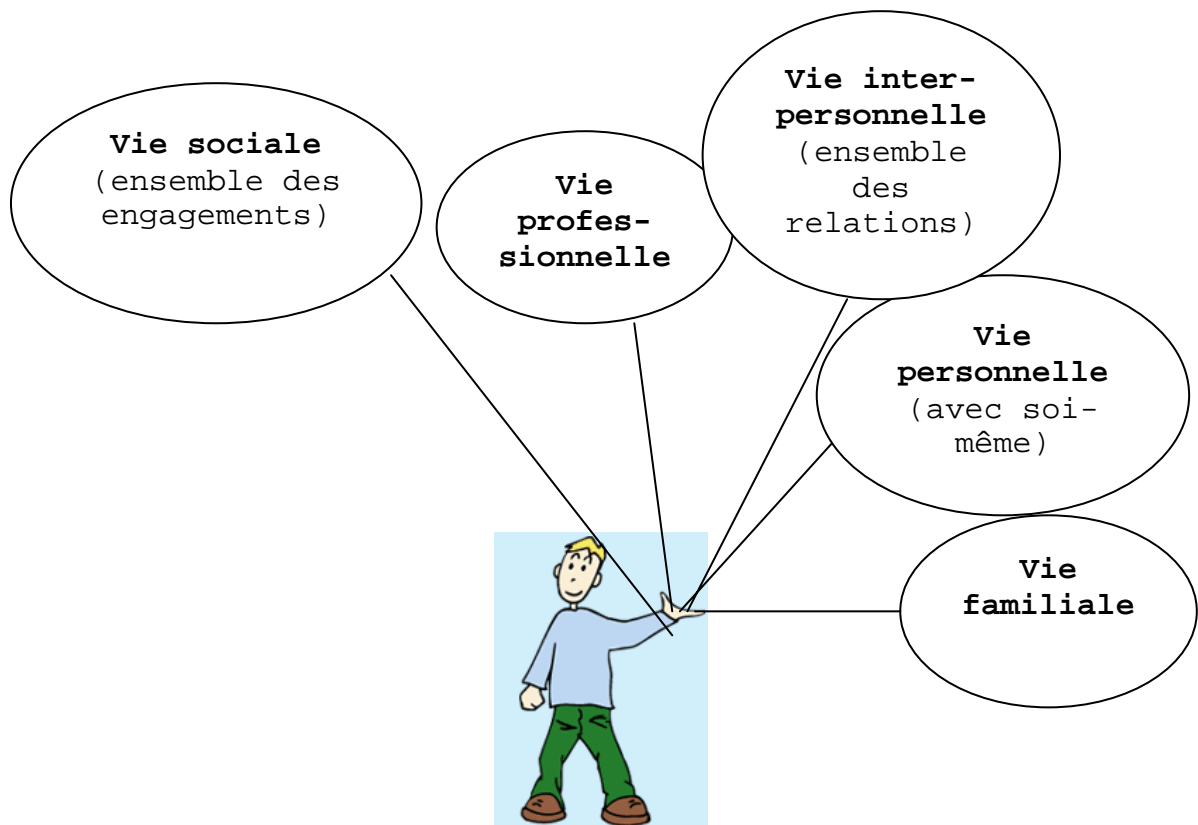 Vie sociale
(ensemble des
engagements)
Vie
profes-
sionnelle
Vie inter-
personnelle
(ensemble
des
relations)
Vie
personnelle
(avec soi-
même)
Vie
familiale